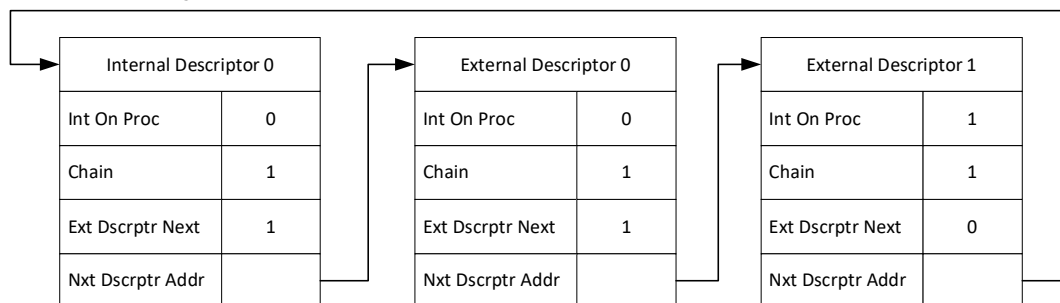 Internal Descriptor 0
Int On Proc 0
Chain 1
Ext Dscrptr Next 1
Nxt Dscrptr Addr
External Descriptor 0
Int On Proc 0
Chain 1
Ext Dscrptr Next 1
Nxt Dscrptr Addr
External Descriptor 1
Int On Proc 1
Chain 1
Ext Dscrptr Next 0
Nxt Dscrptr Addr